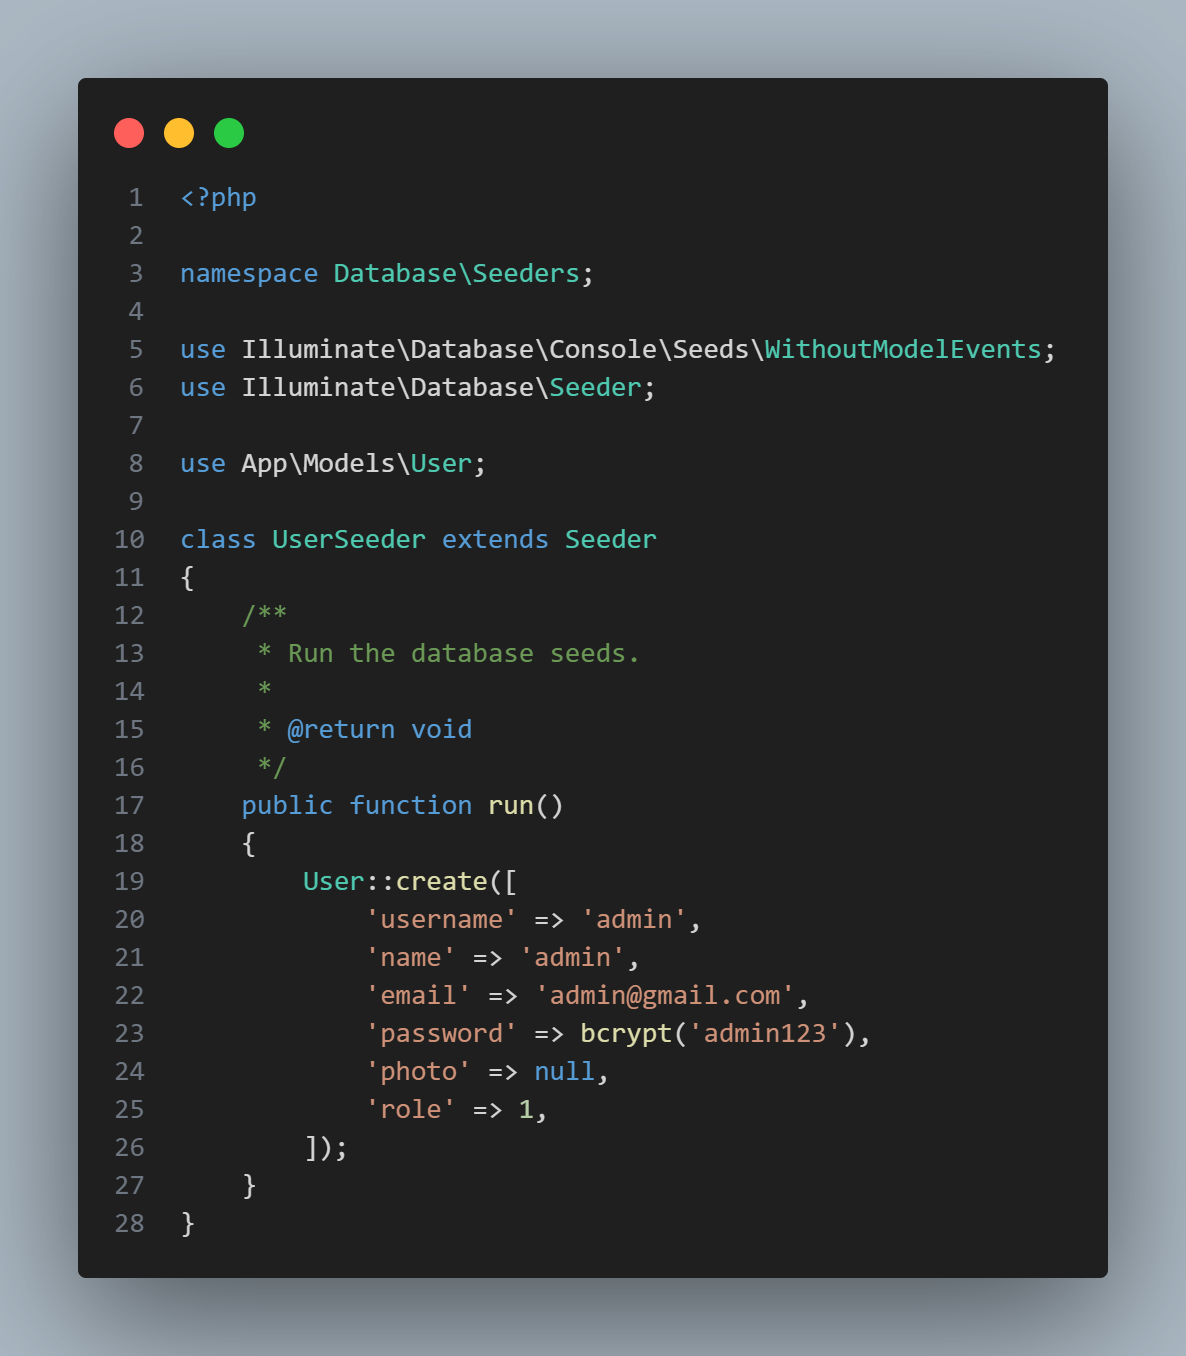 1 <?php
2
3 namespace Database\Seeders;
4
5 use Illuminate\Database\Console\Seeds\WithoutModelEvents;
6 use Illuminate\Database\Seeder;
7
8 use App\Models\User;
9
10 class UserSeeder extends Seeder
11 {
12     /**
13      * Run the database seeds.
14      *
15      * @return void
16      */
17     public function run()
18     {
19         User::create([
20             'username' => 'admin',
21             'name' => 'admin',
22             'email' => 'admin@gmail.com',
23             'password' => bcrypt('admin123'),
24             'photo' => null,
25             'role' => 1,
26         ]);
27     }
28 }